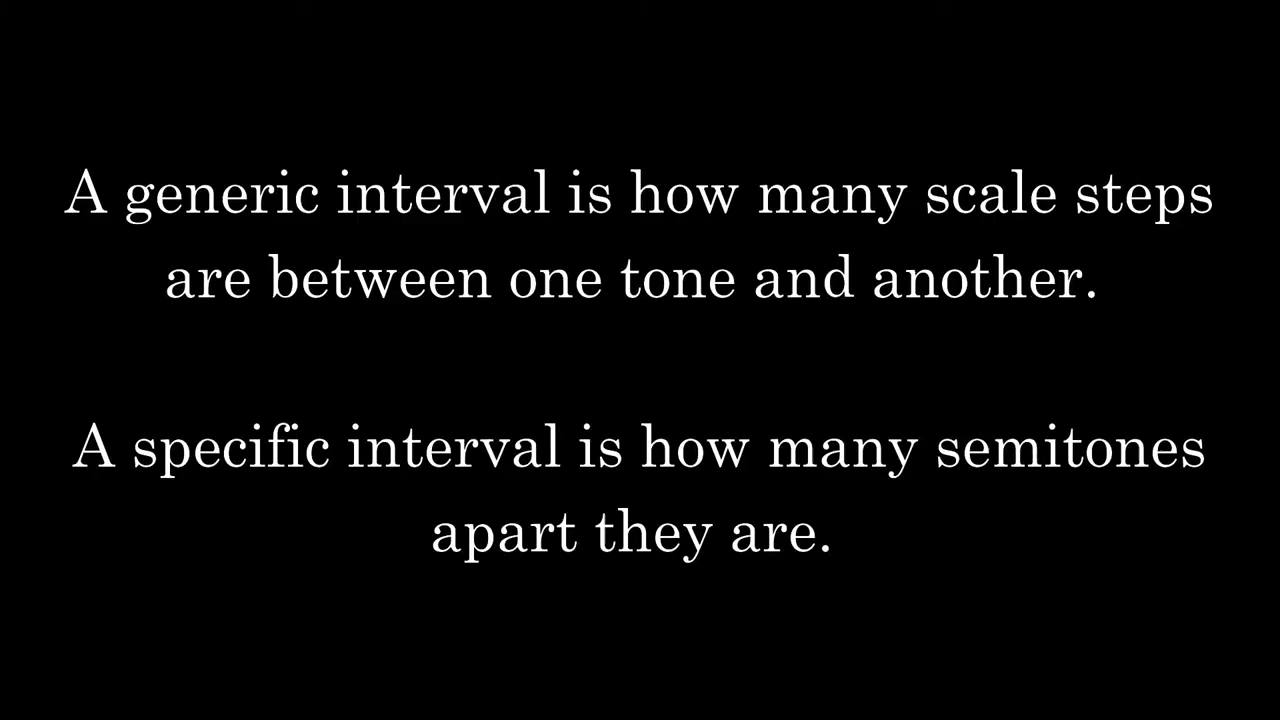 A generic interval is how many scale steps
are between one tone and another.
A specific interval is how many semitones
apart they are.